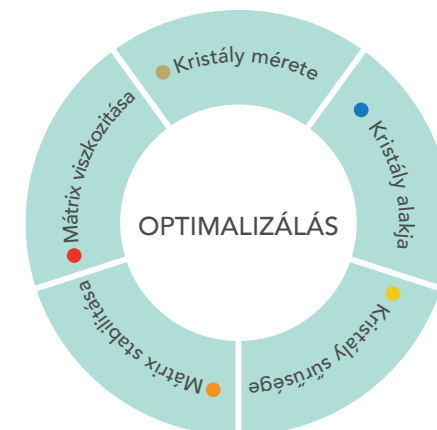 Kristály mérete
Kristály alakja
Kristály sűrűsége
Mátrix stabilitása
Mátrix viszkozitása
OPTIMALIZÁLÁS